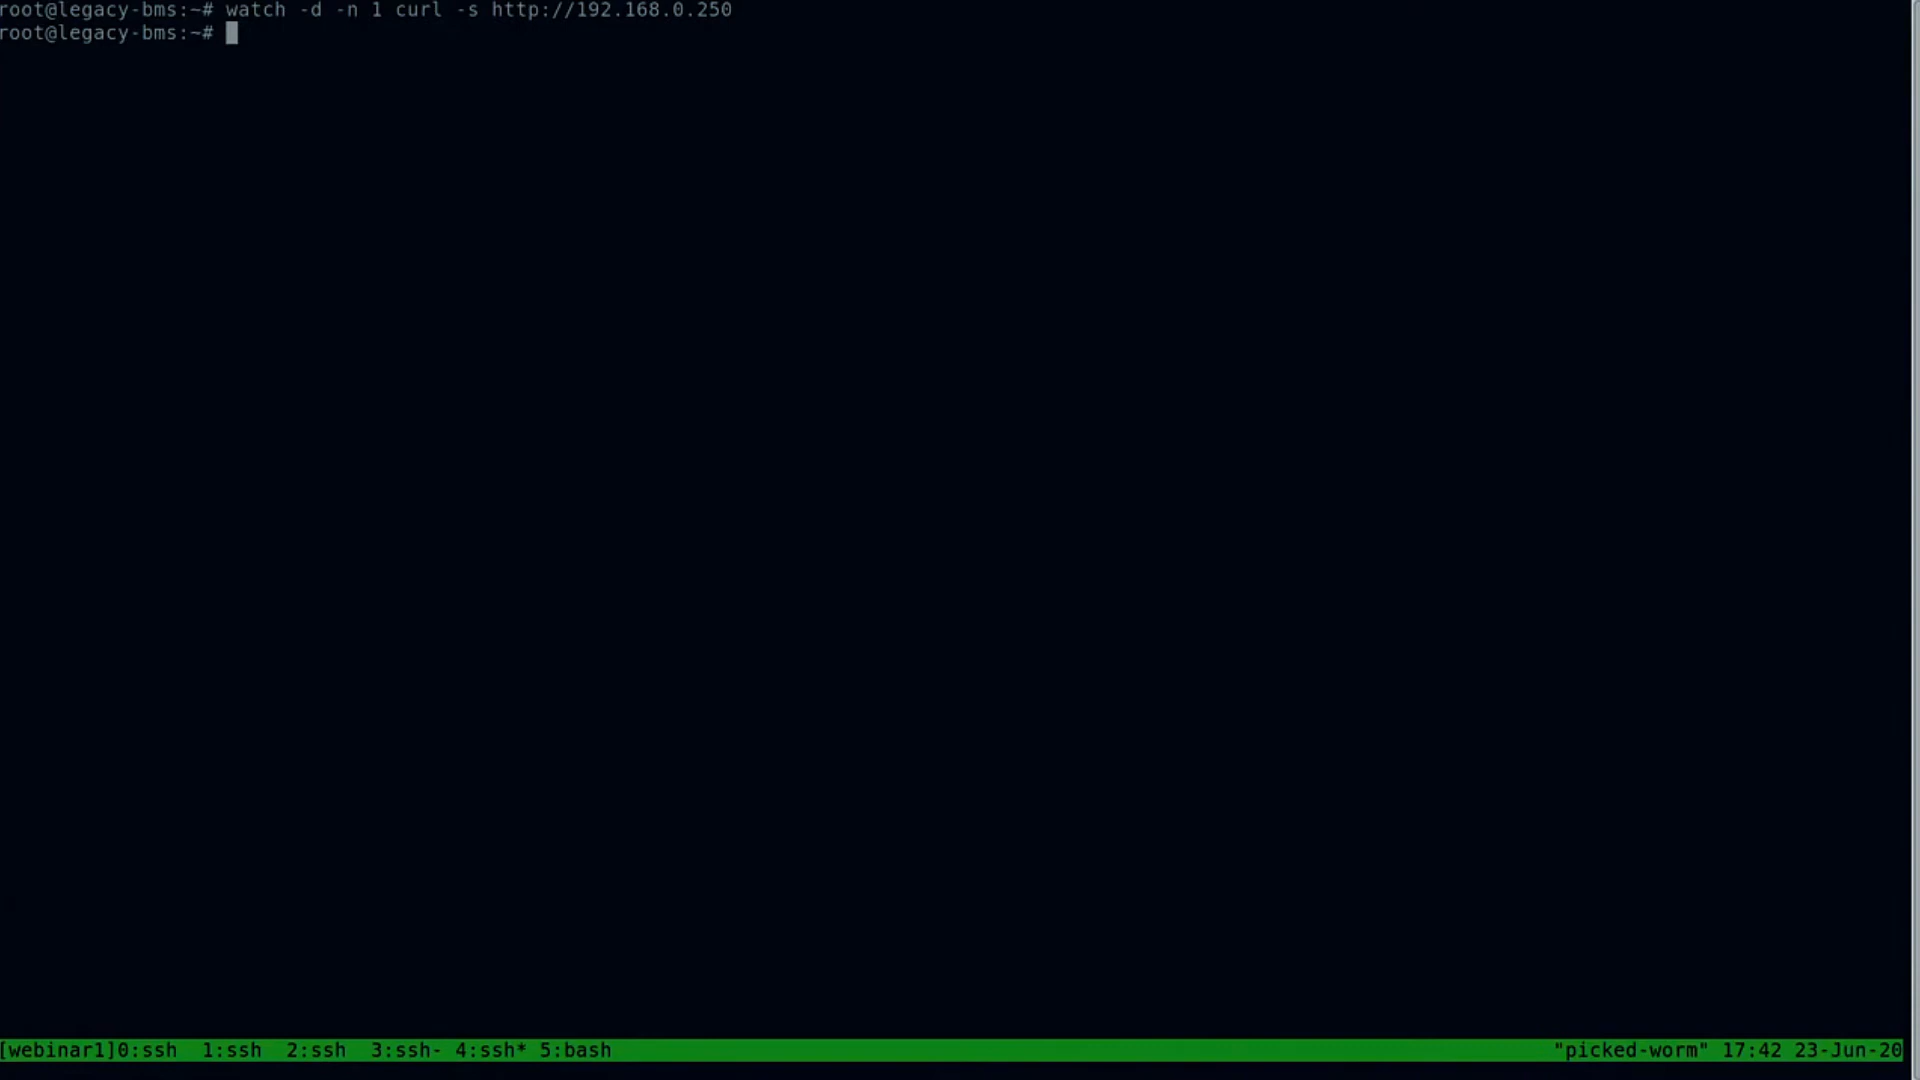 root@legacy-bms:~# watch -d -n 1 curl -s http://192.168.0.250
root@legacy-bms:~#
[webinar1]0:ssh  1:ssh  2:ssh  3:ssh- 4:ssh* 5:bash "picked-worm" 17:42 23-Jun-20